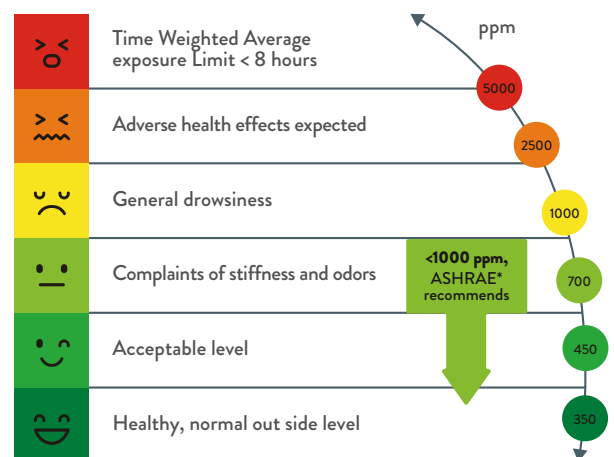 ppm
Time Weighted Average
exposure Limit < 8 hours
5000
Adverse health effects expected
2500
General drowsiness
1000
Complaints of stiffness and odors
<1000 ppm,
ASHRAE*
recommends
700
Acceptable level
450
Healthy, normal out side level
350